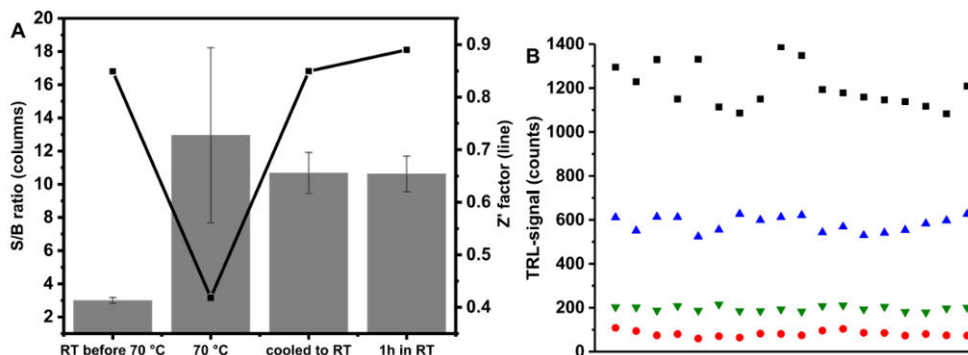 A
S/B ratio (columns)
20
18
16
14
12
10
8
6
4
2
RT before 70 °C
70 °C
cooled to RT
1h in RT
0.9
0.8
0.7
0.6
0.5
0.4
Z' factor (line)
B
TRL-signal (counts)
1400
1200
1000
800
600
400
200
0